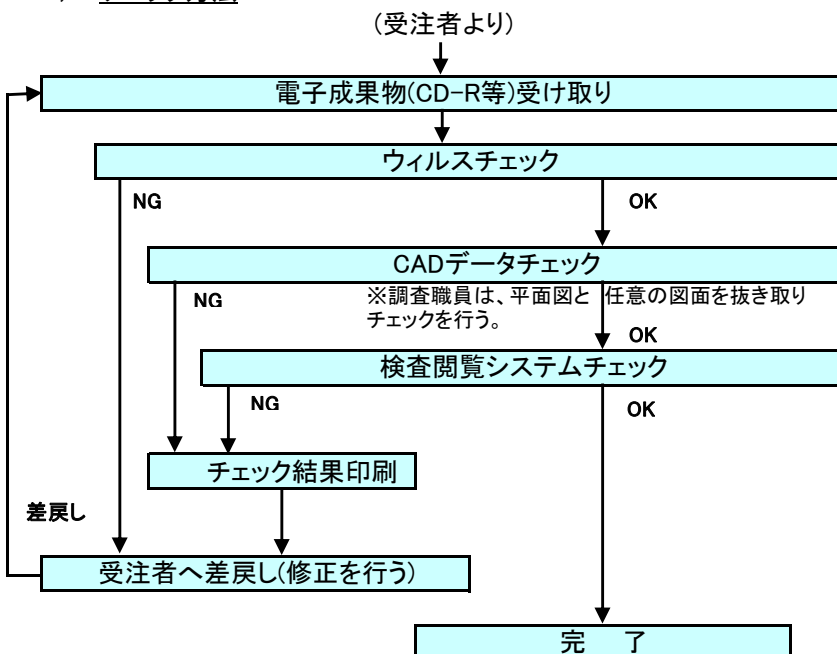 (受注者より)
電子成果物(CD-R等)受け取り
ウィルスチェック
NG
OK
CADデータチェック
NG
※調査職員は、平面図と 任意の図面を抜き取り
チェックを行う。
OK
検査閲覧システムチェック
NG
OK
チェック結果印刷
差戻し
受注者へ差戻し(修正を行う)
完 了